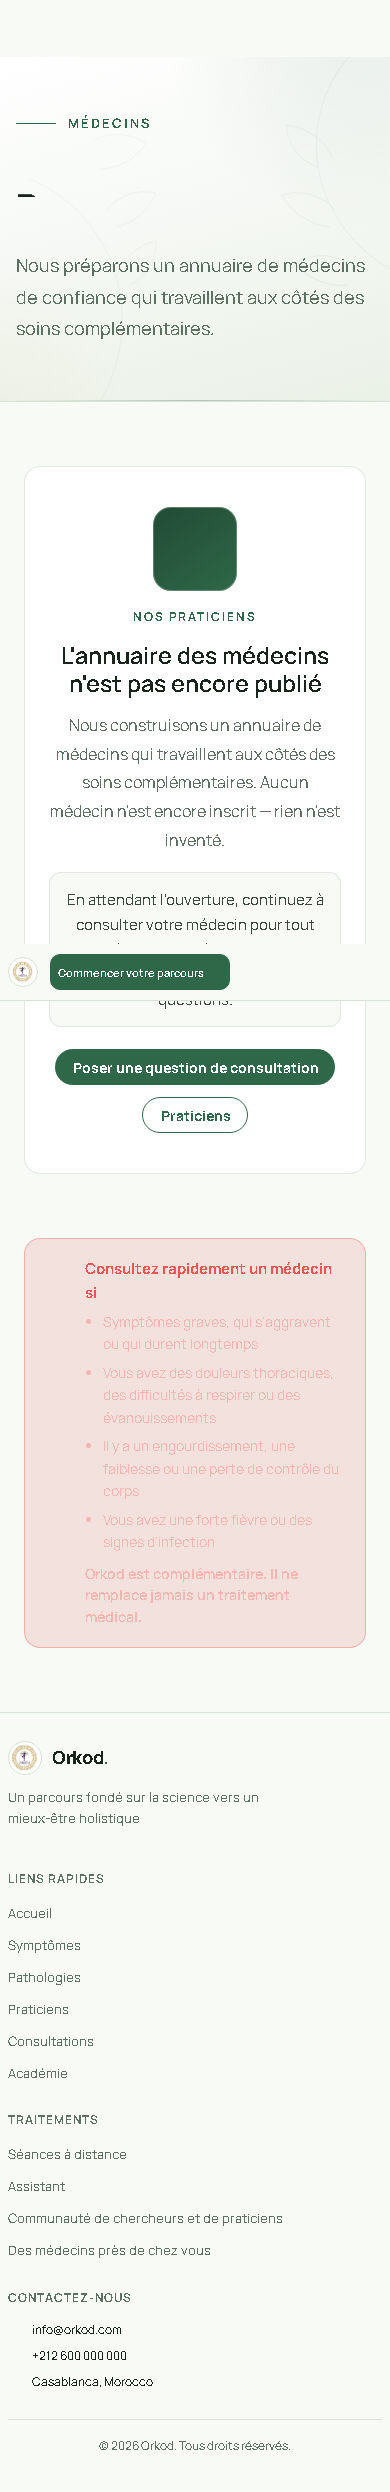 MÉDECINS
–
Nous préparons un annuaire de médecins
de confiance qui travaillent aux côtés des
soins complémentaires.
NOS PRATICIENS
L'annuaire des médecins
n'est pas encore publié
Nous construisons un annuaire de
médecins qui travaillent aux côtés des
soins complémentaires. Aucun
médecin n'est encore inscrit — rien n'est
inventé.
En attendant l'ouverture, continuez à
consulter votre médecin pour tout
Commencer votre parcours
questions.
Poser une question de consultation
Praticiens
Consultez rapidement un médecin
si
• Symptômes graves, qui s'aggravent
ou qui durent longtemps
• Vous avez des douleurs thoraciques,
des difficultés à respirer ou des
évanouissements
• Il y a un engourdissement, une
faiblesse ou une perte de contrôle du
corps
• Vous avez une forte fièvre ou des
signes d'infection
Orkod est complémentaire. Il ne
remplace jamais un traitement
médical.
Orkod.
Un parcours fondé sur la science vers un
mieux-être holistique
LIENS RAPIDES
Accueil
Symptômes
Pathologies
Praticiens
Consultations
Académie
TRAITEMENTS
Séances à distance
Assistant
Communauté de chercheurs et de praticiens
Des médecins près de chez vous
CONTACTEZ-NOUS
info@orkod.com
+212 600 000 000
Casablanca, Morocco
© 2026 Orkod. Tous droits réservés.